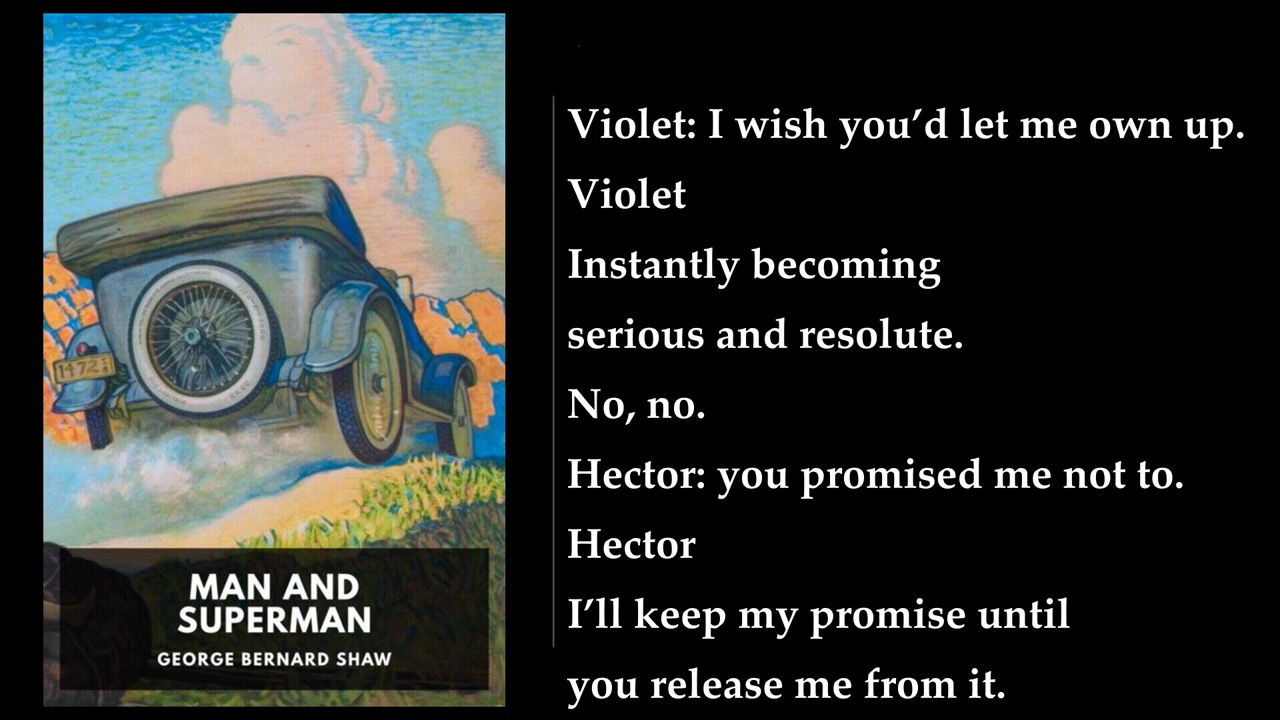 1472
MAN AND
SUPERMAN
GEORGE BERNARD SHAW
Violet: I wish you’d let me own up.
Violet
Instantly becoming
serious and resolute.
No, no.
Hector: you promised me not to.
Hector
I’ll keep my promise until
you release me from it.